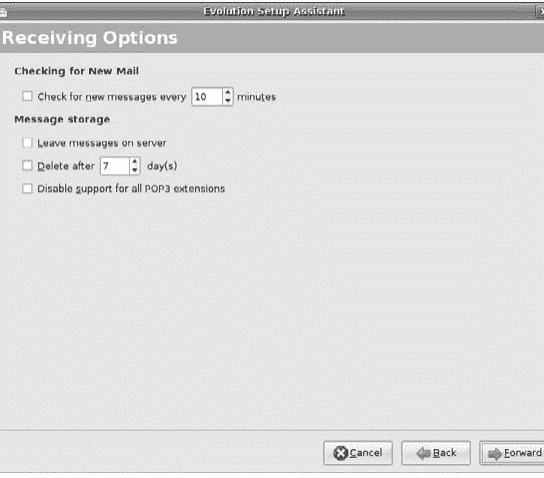 Evolution Setup Assistant
Receiving Options
Checking for New Mail
Check for new messages every 10 minutes
Message storage
Leave messages on server
Delete after 7 day(s)
Disable support for all POP3 extensions
Cancel Back Forward